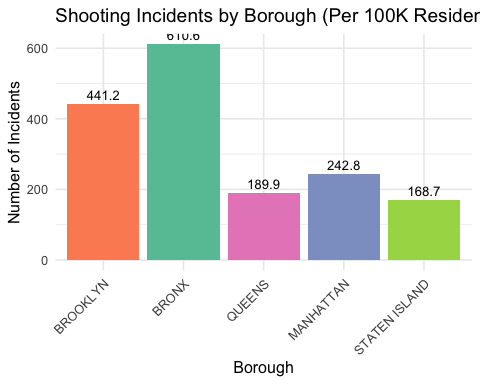 Shooting Incidents by Borough (Per 100K Resider
Number of Incidents
600
400
200
0
441.2
610.6
189.9
242.8
168.7
BROOKLYN
BRONX
QUEENS
MANHATTAN
STATEN ISLAND
Borough